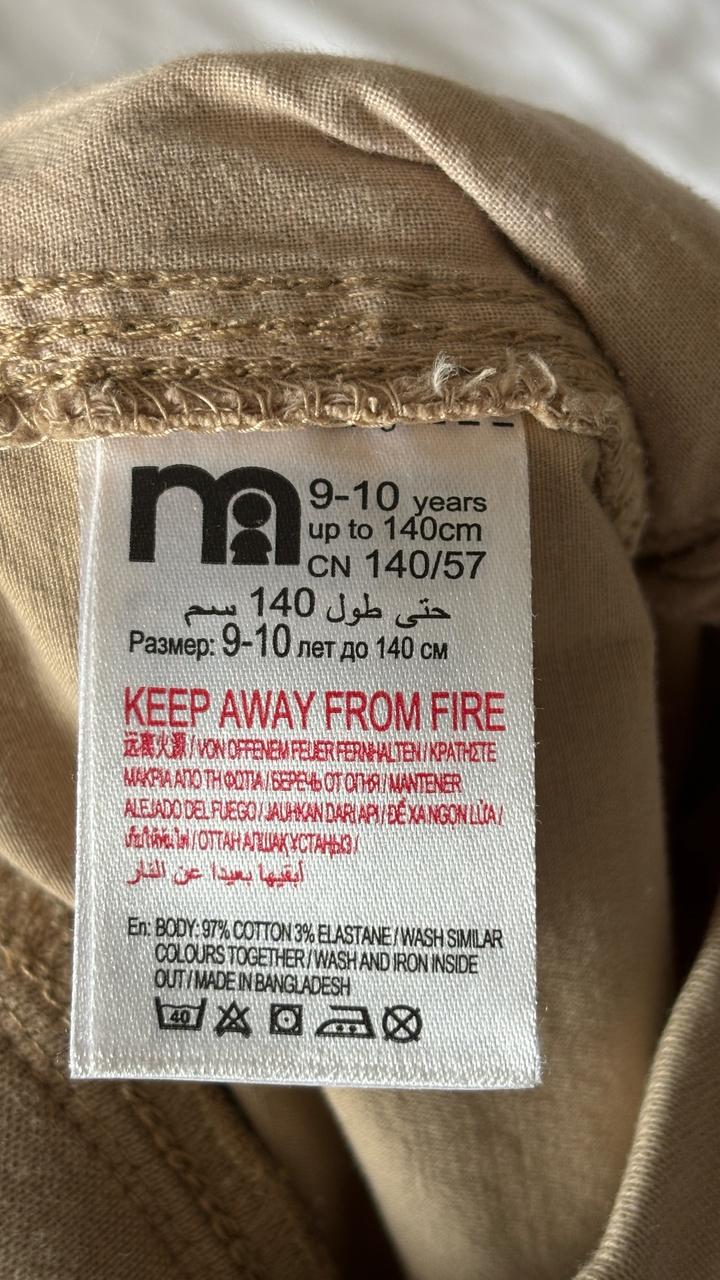 m
9-10 years
up to 140cm
CN 140/57
حتى طول 140 سم
Размер: 9-10 лет до 140 см
KEEP AWAY FROM FIRE
远离火源 / VON OFFENEM FEUER FERNHALTEN / ΚΡΑΤΗΣΤΕ
ΜΑΚΡΙΑ ΑΠΟ ΤΗ ΦΩΤΙΑ / БЕРЕЧЬ ОТ ОГНЯ / MANTENER
ALEJADO DEL FUEGO / JAUHKAN DARI API / ĐỂ XA NGỌN LỬA /
/ ОТТАН АЛШАҚ ҰСТАҢЫЗ /
أبقيها بعيدا عن النار
En: BODY: 97% COTTON 3% ELASTANE / WASH SIMILAR
COLOURS TOGETHER / WASH AND IRON INSIDE
OUT / MADE IN BANGLADESH
40